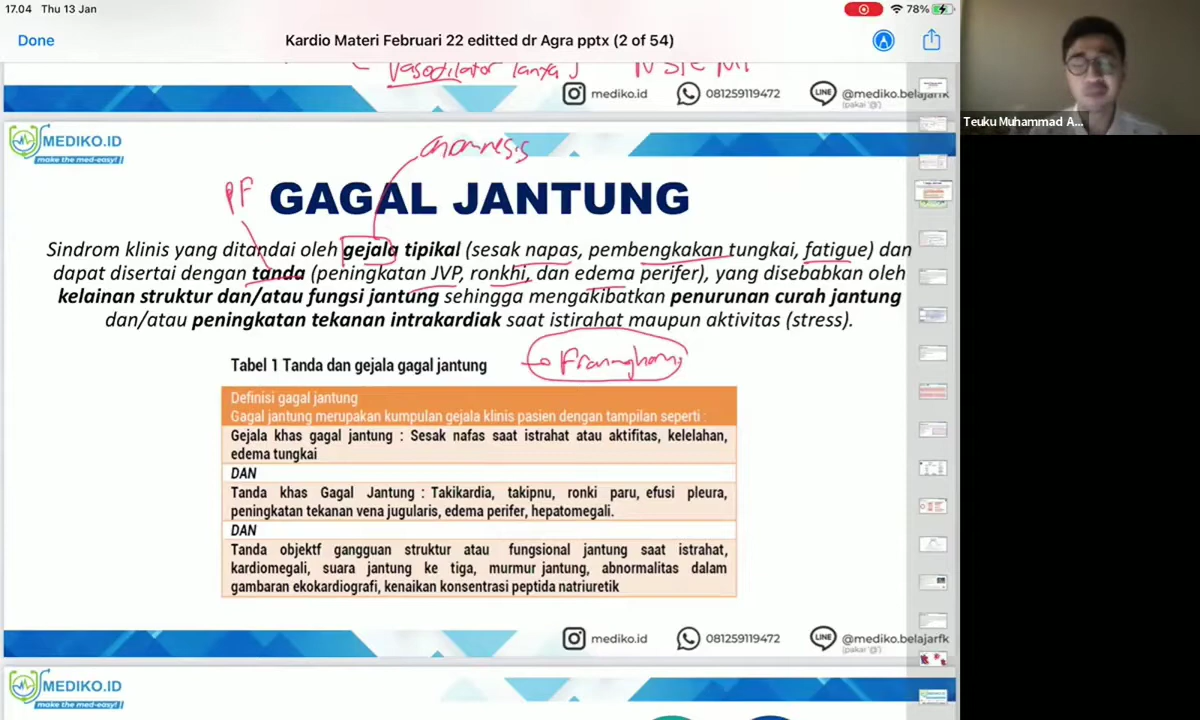 17.04 Thu 13 Jan
78%
Done
Kardio Materi Februari 22 editted dr Agra pptx (2 of 54)
Vasodilator
mediko.id
081259119472
LINE
@mediko.belajarfk
(pakai '@')
Teuku Muhammad A...
MEDIKO.ID
make the med-easy!
anamnesis
PF
GAGAL JANTUNG
Sindrom klinis yang ditandai oleh gejala tipikal (sesak napas, pembengkakan tungkai, fatigue) dan
dapat disertai dengan tanda (peningkatan JVP, ronkhi, dan edema perifer), yang disebabkan oleh
kelainan struktur dan/atau fungsi jantung sehingga mengakibatkan penurunan curah jantung
dan/atau peningkatan tekanan intrakardiak saat istirahat maupun aktivitas (stress).
Tabel 1 Tanda dan gejala gagal jantung
Definisi gagal jantung
Gagal jantung merupakan kumpulan gejala klinis pasien dengan tampilan seperti :
Gejala khas gagal jantung : Sesak nafas saat istrahat atau aktifitas, kelelahan,
edema tungkai
DAN
Tanda khas Gagal Jantung : Takikardia, takipnu, ronki paru, efusi pleura,
peningkatan tekanan vena jugularis, edema perifer, hepatomegali.
DAN
Tanda objektf gangguan struktur atau fungsional jantung saat istrahat,
kardiomegali, suara jantung ke tiga, murmur jantung, abnormalitas dalam
gambaran ekokardiografi, kenaikan konsentrasi peptida natriuretik
mediko.id
081259119472
LINE
@mediko.belajarfk
(pakai '@')
MEDIKO.ID
make the med-easy!